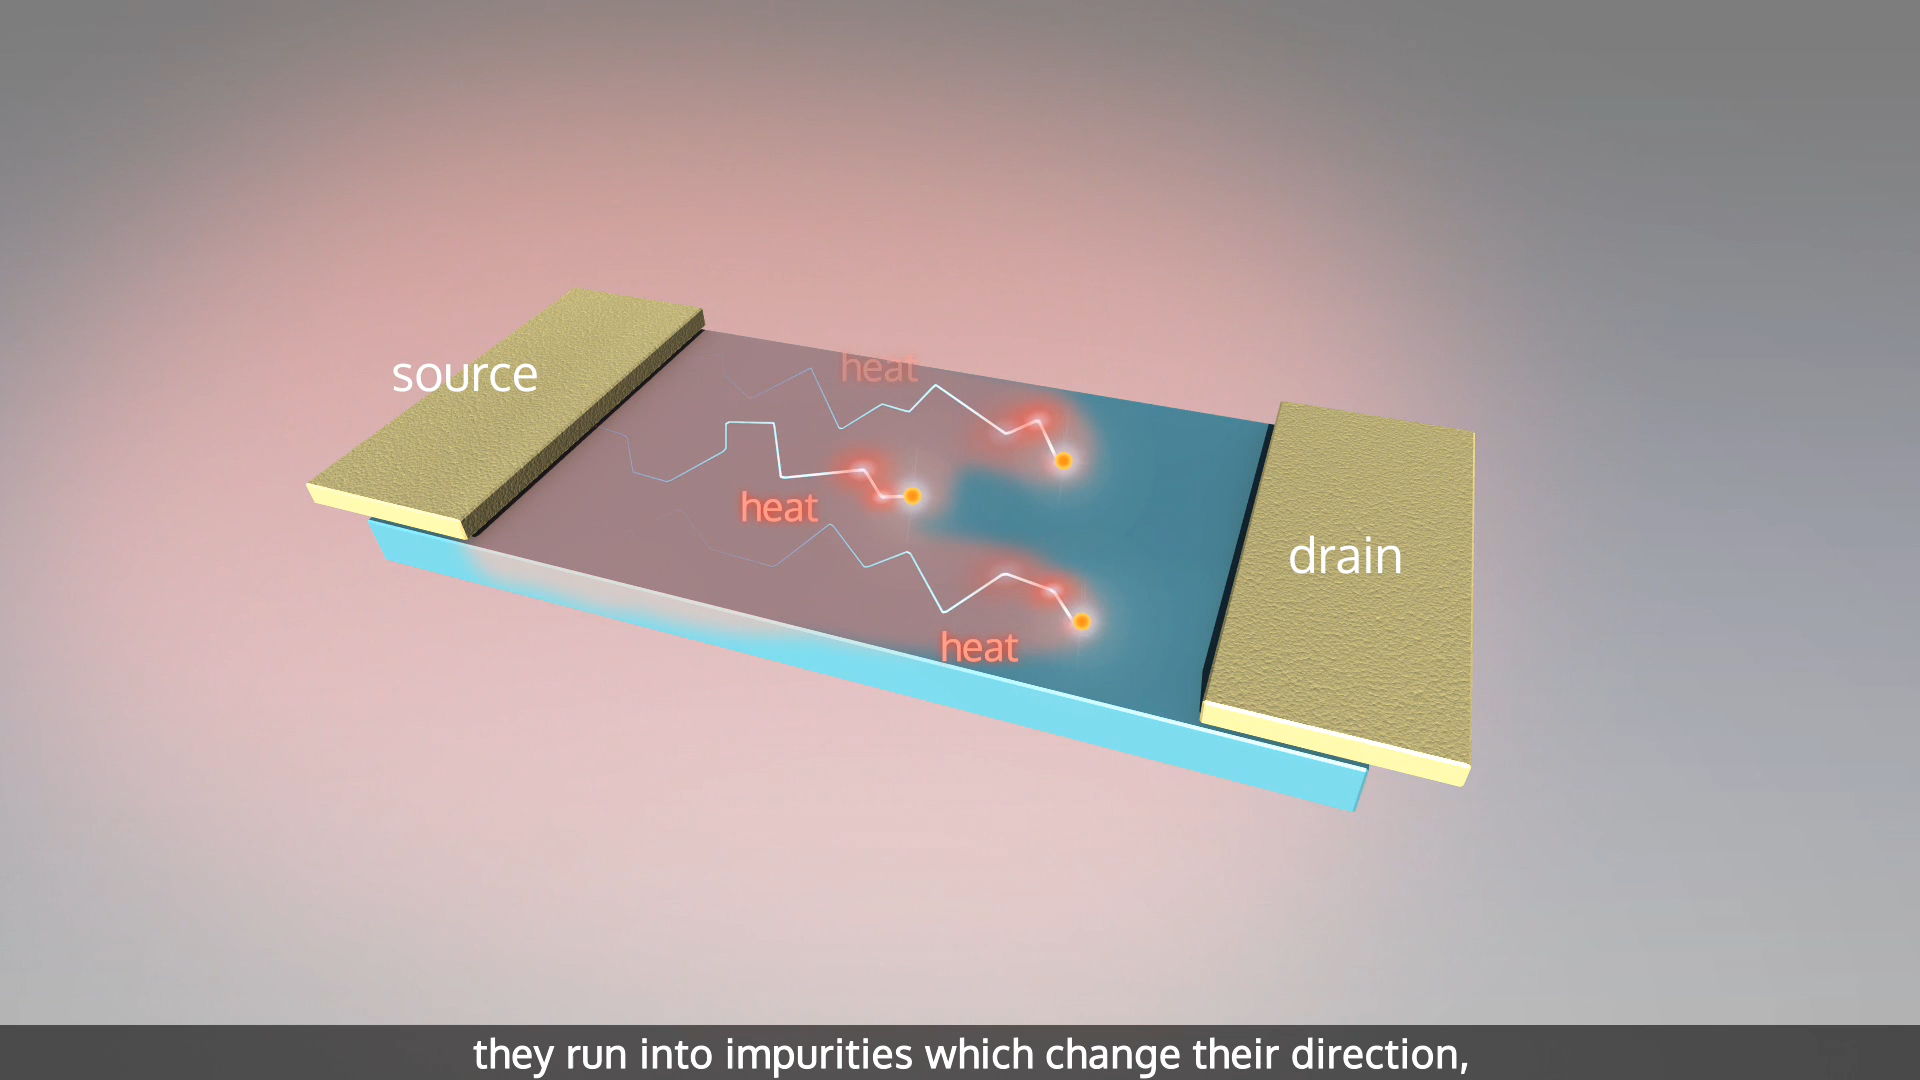 heat
source
heat
drain
heat
they run into impurities which change their direction,